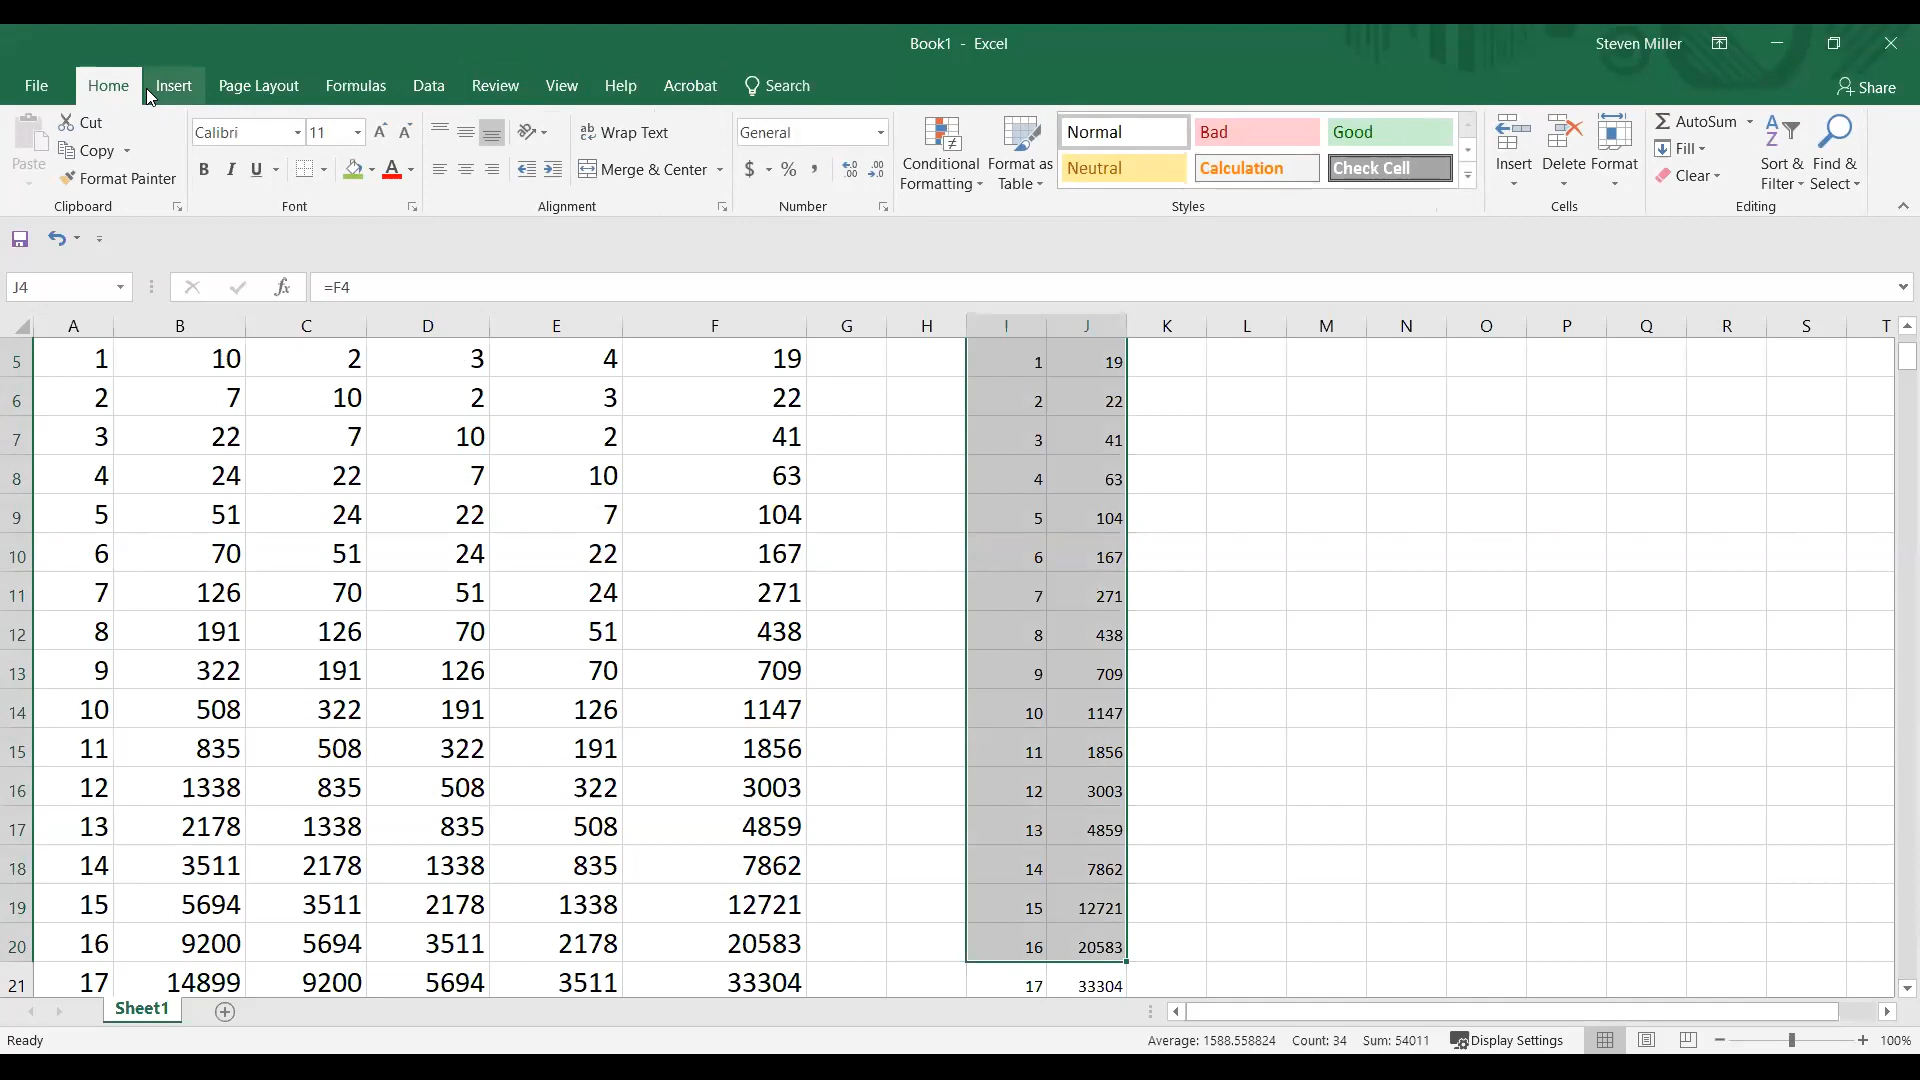 Book1 - Excel
Steven Miller
File Home Insert Page Layout Formulas Data Review View Help Acrobat Search Share
Paste Cut Copy Format Painter Clipboard
Calibri 11 B I U A Font
Wrap Text Merge & Center Alignment
General $ % , Number
Conditional Formatting Format as Table
Normal Bad Good
Neutral Calculation Check Cell
Styles
Insert Delete Format Cells
AutoSum Fill Clear Sort & Filter Find & Select Editing
J4 fx =F4
A B C D E F G H I J K L M N O P Q R S T
5 1 10 2 3 4 19 1 19
6 2 7 10 2 3 22 2 22
7 3 22 7 10 2 41 3 41
8 4 24 22 7 10 63 4 63
9 5 51 24 22 7 104 5 104
10 6 70 51 24 22 167 6 167
11 7 126 70 51 24 271 7 271
12 8 191 126 70 51 438 8 438
13 9 322 191 126 70 709 9 709
14 10 508 322 191 126 1147 10 1147
15 11 835 508 322 191 1856 11 1856
16 12 1338 835 508 322 3003 12 3003
17 13 2178 1338 835 508 4859 13 4859
18 14 3511 2178 1338 835 7862 14 7862
19 15 5694 3511 2178 1338 12721 15 12721
20 16 9200 5694 3511 2178 20583 16 20583
21 17 14899 9200 5694 3511 33304 17 33304
Sheet1
Ready Average: 1588.558824 Count: 34 Sum: 54011 Display Settings 100%